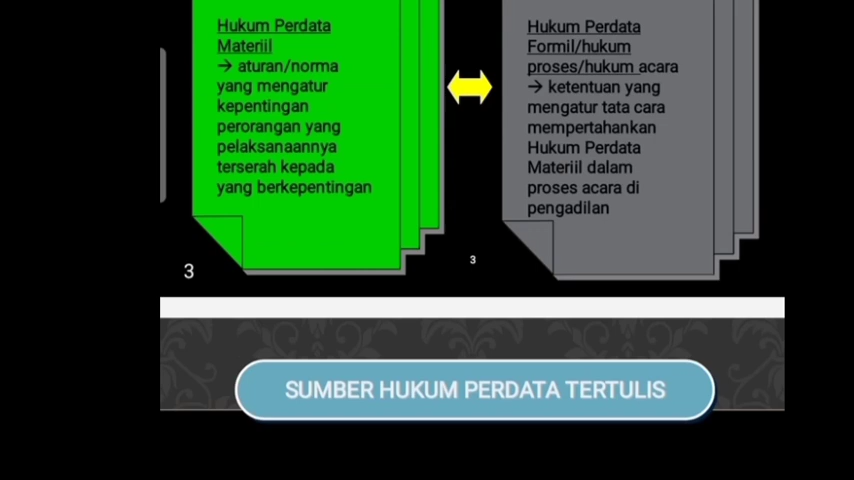 Hukum Perdata
Materiil
→ aturan/norma
yang mengatur
kepentingan
perorangan yang
pelaksanaannya
terserah kepada
yang berkepentingan
3
Hukum Perdata
Formil/hukum
proses/hukum acara
→ ketentuan yang
mengatur tata cara
mempertahankan
Hukum Perdata
Materiil dalam
proses acara di
pengadilan
3
SUMBER HUKUM PERDATA TERTULIS